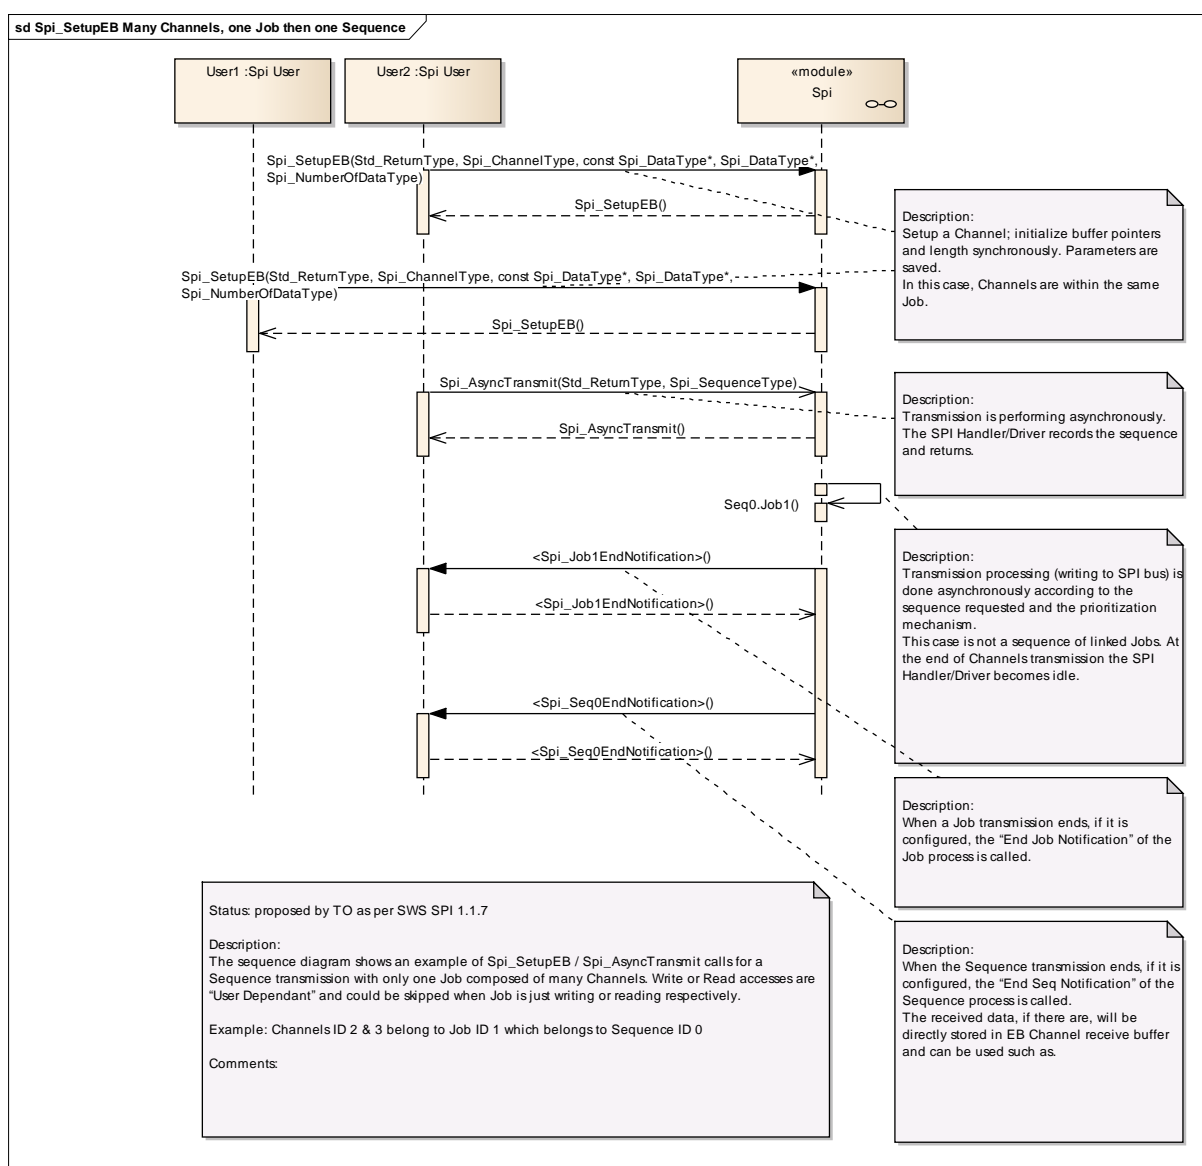 sd Spi_SetupEB Many Channels, one Job then one Sequence
User1 :Spi User
User2 :Spi User
«module»
Spi
Spi_SetupEB(Std_ReturnType, Spi_ChannelType, const Spi_DataType*, Spi_DataType*,
Spi_NumberOfDataType)
Spi_SetupEB()
Description:
Setup a Channel; initialize buffer pointers
and length synchronously. Parameters are
saved.
In this case, Channels are within the same
Job.
Spi_SetupEB(Std_ReturnType, Spi_ChannelType, const Spi_DataType*, Spi_DataType*,
Spi_NumberOfDataType)
Spi_SetupEB()
Spi_AsyncTransmit(Std_ReturnType, Spi_SequenceType)
Spi_AsyncTransmit()
Description:
Transmission is performing asynchronously.
The SPI Handler/Driver records the sequence
and returns.
Seq0.Job1()
<Spi_Job1EndNotification>()
<Spi_Job1EndNotification>()
Description:
Transmission processing (writing to SPI bus) is
done asynchronously according to the
sequence requested and the prioritization
mechanism.
This case is not a sequence of linked Jobs. At
the end of Channels transmission the SPI
Handler/Driver becomes idle.
<Spi_Seq0EndNotification>()
<Spi_Seq0EndNotification>()
Description:
When a Job transmission ends, if it is
configured, the “End Job Notification” of the
Job process is called.
Status: proposed by TO as per SWS SPI 1.1.7
Description:
The sequence diagram shows an example of Spi_SetupEB / Spi_AsyncTransmit calls for a
Sequence transmission with only one Job composed of many Channels. Write or Read accesses are
“User Dependant” and could be skipped when Job is just writing or reading respectively.
Example: Channels ID 2 & 3 belong to Job ID 1 which belongs to Sequence ID 0
Comments:
Description:
When the Sequence transmission ends, if it is
configured, the “End Seq Notification” of the
Sequence process is called.
The received data, if there are, will be
directly stored in EB Channel receive buffer
and can be used such as.